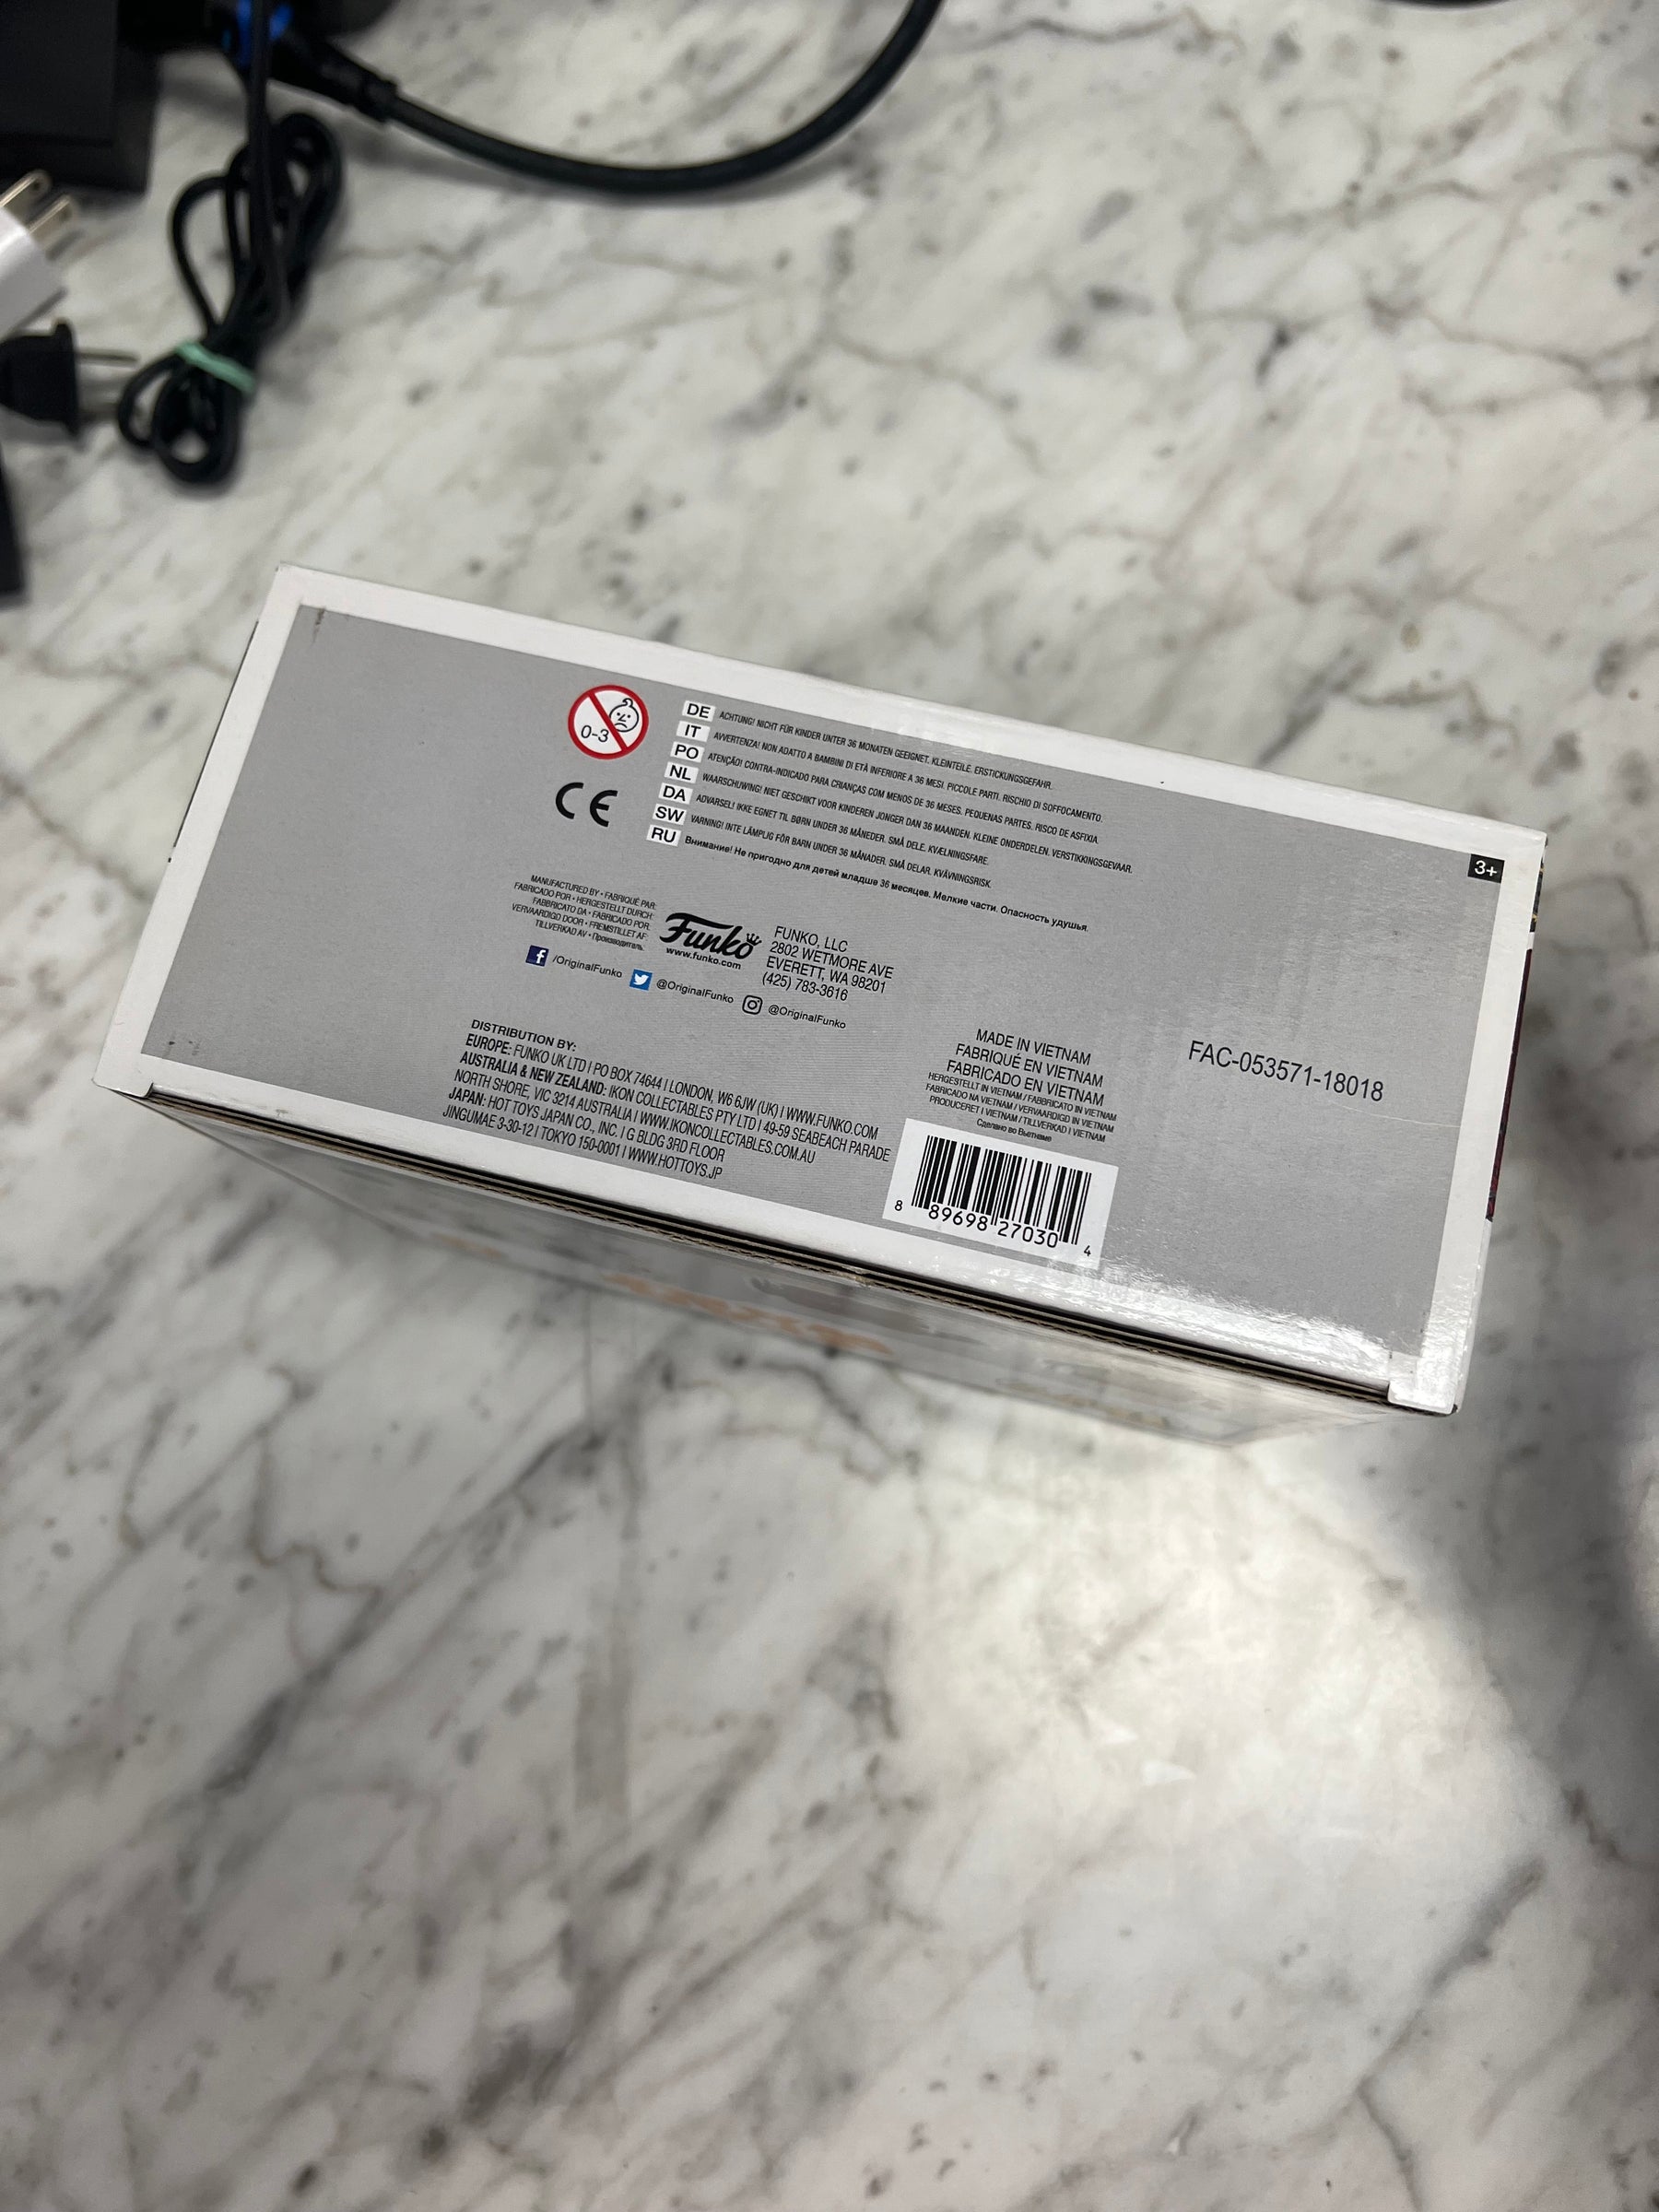 0-3
DE ACHTUNG! NICHT FÜR KINDER UNTER 36 MONATEN GEEIGNET. KLEINTEILE. ERSTICKUNGSGEFAHR.
IT AVVERTENZA! NON ADATTO A BAMBINI DI ETÀ INFERIORE A 36 MESI. PICCOLE PARTI. RISCHIO DI SOFFOCAMENTO.
PO ATENÇÃO! CONTRA-INDICADO PARA CRIANÇAS COM MENOS DE 36 MESES. PEQUENAS PARTES. RISCO DE ASFIXIA
NL WAARSCHUWING! NIET GESCHIKT VOOR KINDEREN JONGER DAN 36 MAANDEN. KLEINE ONDERDELEN. VERSTIKKINGSGEVAAR.
DA ADVARSEL! IKKE EGNET TIL BØRN UNDER 36 MÅNEDER. SMÅ DELE. KVÆLNINGSFARE.
SW VARNING! INTE LÄMPLIG FÖR BARN UNDER 36 MÅNADER. SMÅ DELAR. KVÄVNINGSRISK.
RU Внимание! Не пригодно для детей младше 36 месяцев. Мелкие части. Опасность удушья.
3+
CE
MANUFACTURED BY • FABRIQUÉ PAR:
FABRICADO POR • HERGESTELLT DURCH:
FABBRICATO DA • FABRICADO POR:
VERVAARDIGD DOOR • FREMSTILLET AF:
TILLVERKAD AV • Производитель.
Funko
www.funko.com
FUNKO, LLC
2802 WETMORE AVE
EVERETT, WA 98201
(425) 783-3616
/OriginalFunko @OriginalFunko @OriginalFunko
DISTRIBUTION BY:
EUROPE: FUNKO UK LTD | PO BOX 74644 | LONDON, W6 6JW (UK) | WWW.FUNKO.COM
AUSTRALIA & NEW ZEALAND: IKON COLLECTABLES PTY LTD | 49-59 SEABEACH PARADE
NORTH SHORE, VIC 3214 AUSTRALIA | WWW.IKONCOLLECTABLES.COM.AU
JAPAN: HOT TOYS JAPAN CO., INC. | G BLDG 3RD FLOOR
JINGUMAE 3-30-12 | TOKYO 150-0001 | WWW.HOTTOYS.JP
MADE IN VIETNAM
FABRIQUÉ EN VIETNAM
FABRICADO EN VIETNAM
HERGESTELLT IN VIETNAM / FABBRICATO IN VIETNAM
FABRICADO NA VIETNAM / VERVAARDIGD IN VIETNAM
PRODUCERET I VIETNAM / TILLVERKAD I VIETNAM
Сделано во Вьетнаме
FAC-053571-18018
8 89698 27030 4